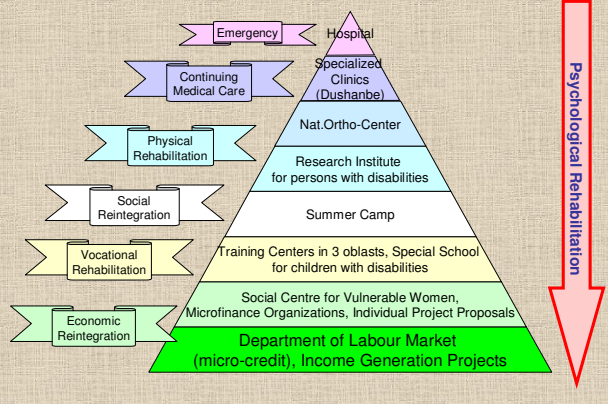 Emergency
Hospital
Continuing
Medical Care
Specialized
Clinics
(Dushanbe)
Nat.Ortho-Center
Physical
Rehabilitation
Research Institute
for persons with disabilities
Social
Reintegration
Summer Camp
Vocational
Rehabilitation
Training Centers in 3 oblasts, Special School
for children with disabilities
Economic
Reintegration
Social Centre for Vulnerable Women,
Microfinance Organizations, Individual Project Proposals
Department of Labour Market
(micro-credit), Income Generation Projects
Psychological Rehabilitation